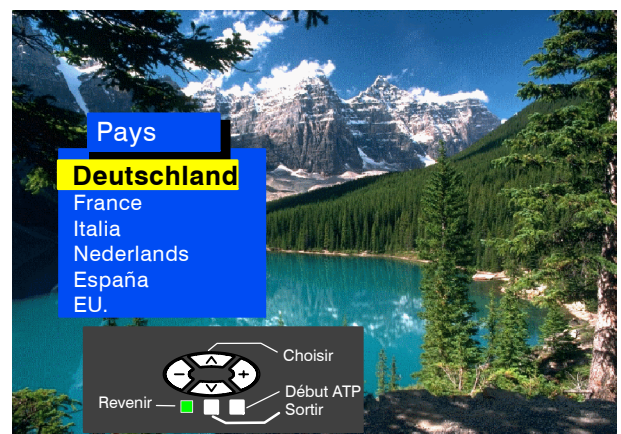 Pays
Deutschland
France
Italia
Nederlands
España
EU.
Choisir
Début ATP
Revenir
Sortir